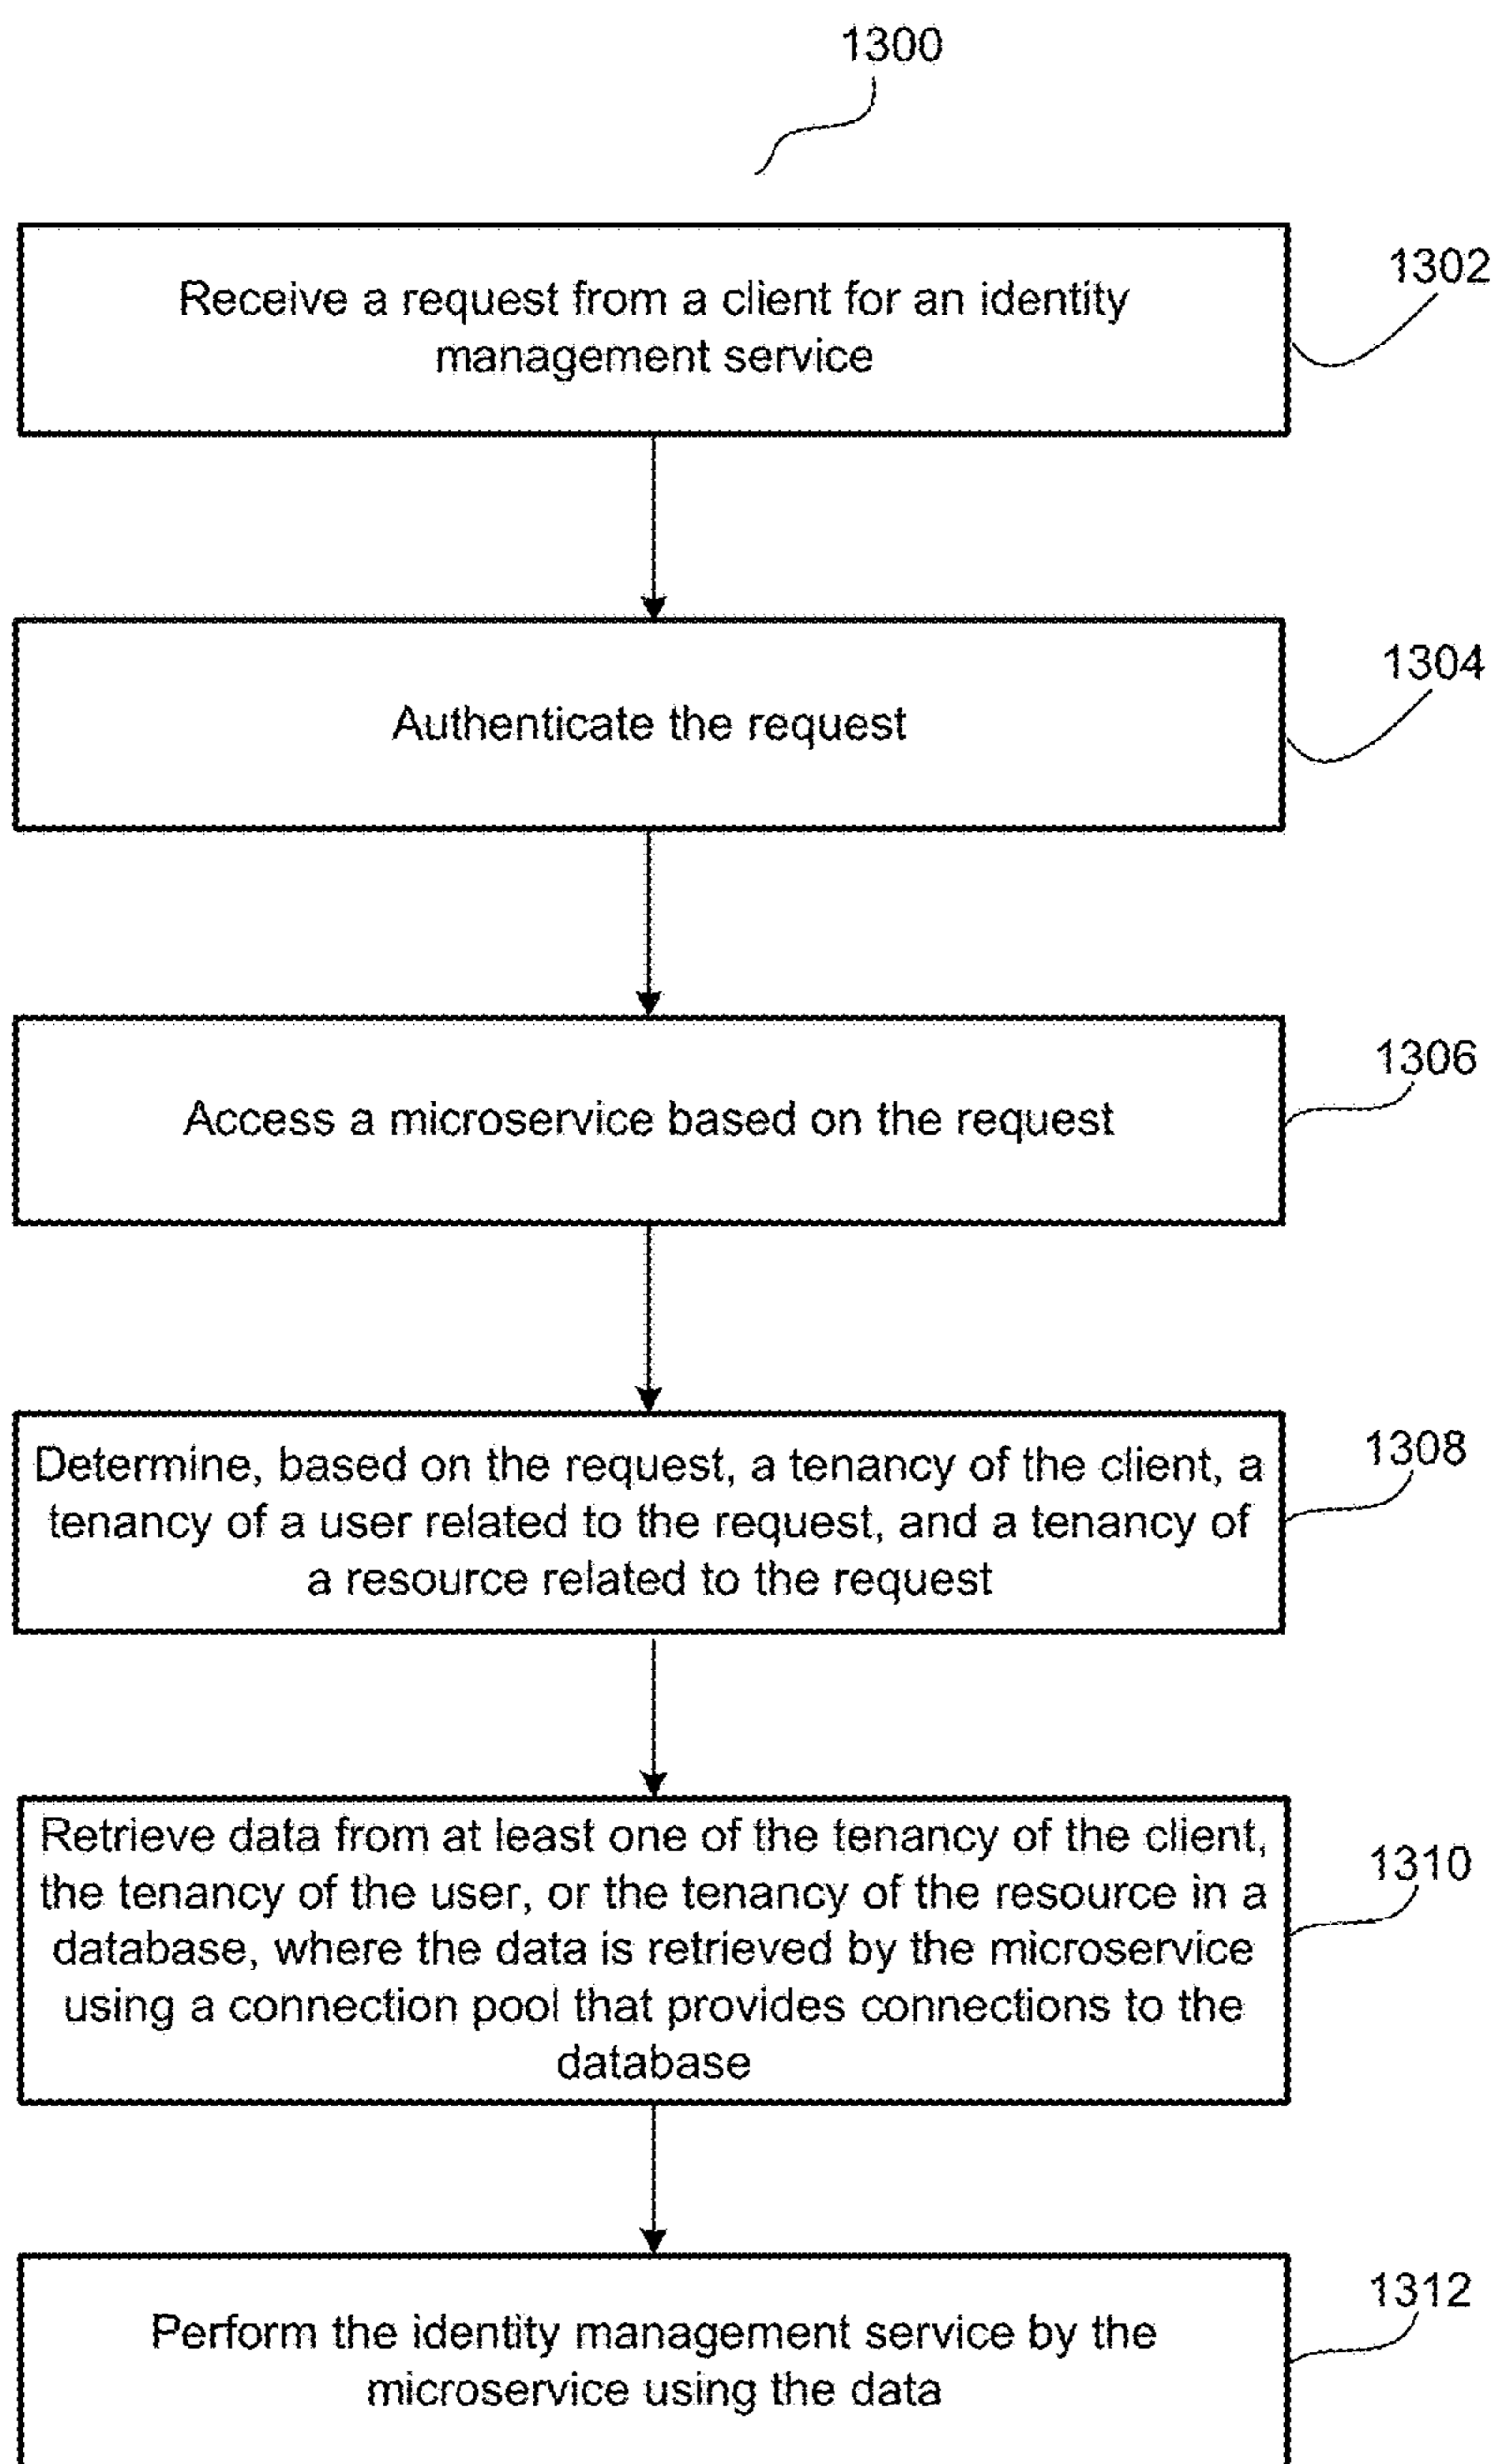 1300
Receive a request from a client for an identity
management service
1302
Authenticate the request
1304
Access a microservice based on the request
1306
Determine, based on the request, a tenancy of the client, a
tenancy of a user related to the request, and a tenancy of
a resource related to the request
1308
Retrieve data from at least one of the tenancy of the client,
the tenancy of the user, or the tenancy of the resource in a
database, where the data is retrieved by the microservice
using a connection pool that provides connections to the
database
1310
Perform the identity management service by the
microservice using the data
1312